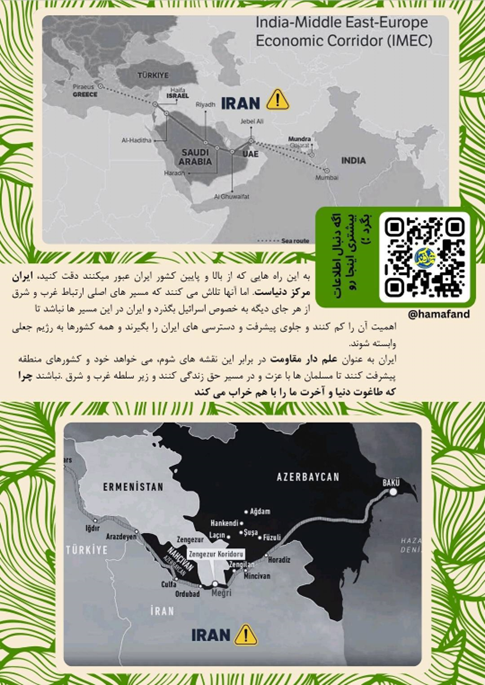 India-Middle East-Europe
Economic Corridor (IMEC)
TÜRKİYE
Piraeus
GREECE
Haifa
ISRAEL
IRAN
Riyadh
Jebel Ali
Al-Haditha
SAUDI
ARABIA
UAE
Mundra
INDIA
Haradh
Mumbai
Al Ghuwaifat
Sea route
اگه دنبال اطلاعات
بیشتری اینجا رو
بگرد ;)
@hamafand
به این راه هایی که از بالا و پایین کشور ایران عبور میکنند دقت کنید، ایران
مرکز دنیاست. اما آنها تلاش می کنند که مسیر های اصلی ارتباط غرب و شرق
از هر جای دیگه به خصوص اسرائیل بگذرد و ایران در این مسیر ها نباشد تا
اهمیت آن را کم کنند و جلوی پیشرفت و دسترسی های ایران را بگیرند و همه کشورها به رژیم جعلی
وابسته شوند.
ایران به عنوان علم دار مقاومت در برابر این نقشه های شوم، می خواهد خود و کشورهای منطقه
پیشرفت کنند تا مسلمان ها با عزت و در مسیر حق زندگی کنند و زیر سلطه غرب و شرق .نباشند چرا
که طاغوت دنیا و آخرت ما را با هم خراب می کند
ERMENİSTAN
AZERBAYCAN
BAKÜ
ars
Iğdır
Arazdeyen
Ağdam
Hankendi
Şuşa
Laçın
Füzuli
Zengezur
Zengezur Koridoru
NAHÇIVAN
TÜRKİYE
Zengilan
Horadiz
Mincivan
Culfa
Ordubad
Meğri
HAZA
DENİ
İRAN
IRAN